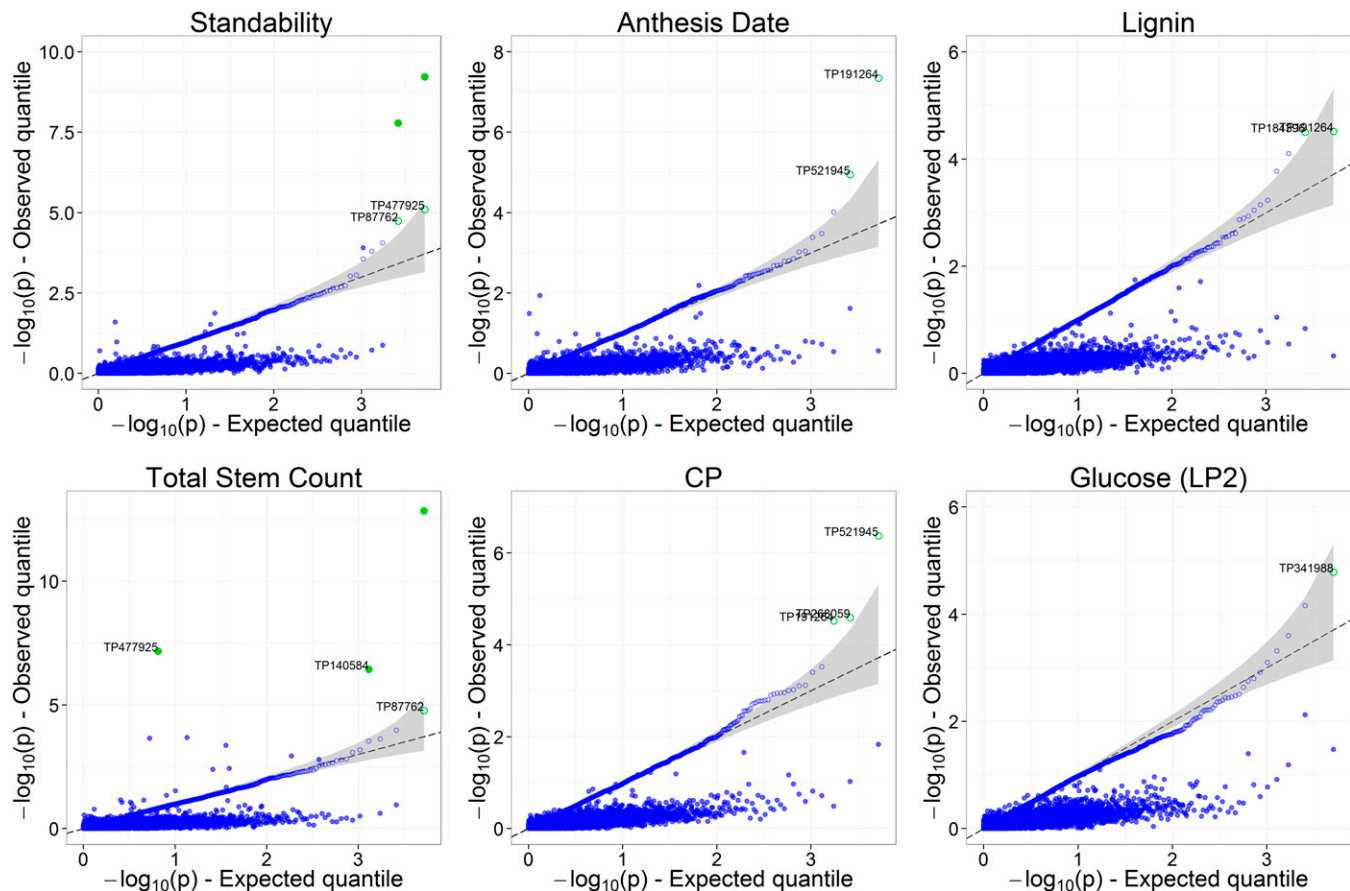 Standability
−log₁₀(p) - Observed quantile
10.0
7.5
5.0
2.5
0.0
TP477925
TP87762
0 1 2 3
−log₁₀(p) - Expected quantile
Anthesis Date
−log₁₀(p) - Observed quantile
8
6
4
2
0
TP191264
TP521945
0 1 2 3
−log₁₀(p) - Expected quantile
Lignin
−log₁₀(p) - Observed quantile
6
4
2
0
TP191264
0 1 2 3
−log₁₀(p) - Expected quantile
Total Stem Count
−log₁₀(p) - Observed quantile
10
5
0
TP477925
TP140584
TP87762
0 1 2 3
−log₁₀(p) - Expected quantile
CP
−log₁₀(p) - Observed quantile
6
4
2
0
TP521945
TP191264
0 1 2 3
−log₁₀(p) - Expected quantile
Glucose (LP2)
−log₁₀(p) - Observed quantile
6
4
2
0
TP341988
0 1 2 3
−log₁₀(p) - Expected quantile